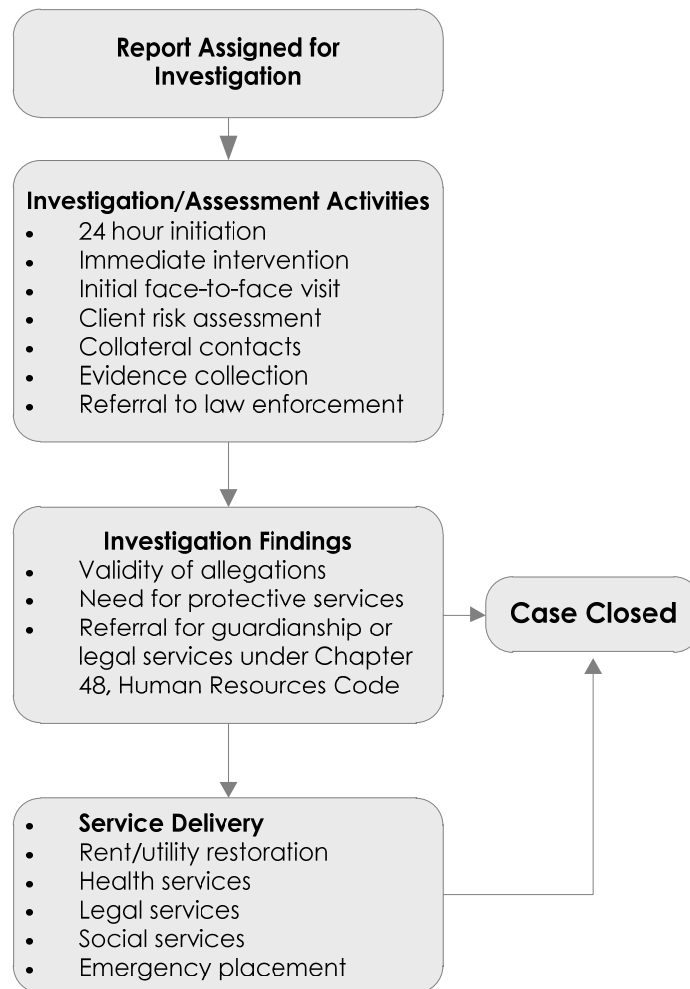 Report Assigned for
Investigation
Investigation/Assessment Activities
• 24 hour initiation
• Immediate intervention
• Initial face-to-face visit
• Client risk assessment
• Collateral contacts
• Evidence collection
• Referral to law enforcement
Investigation Findings
• Validity of allegations
• Need for protective services
• Referral for guardianship or
legal services under Chapter
48, Human Resources Code
Case Closed
• Service Delivery
• Rent/utility restoration
• Health services
• Legal services
• Social services
• Emergency placement